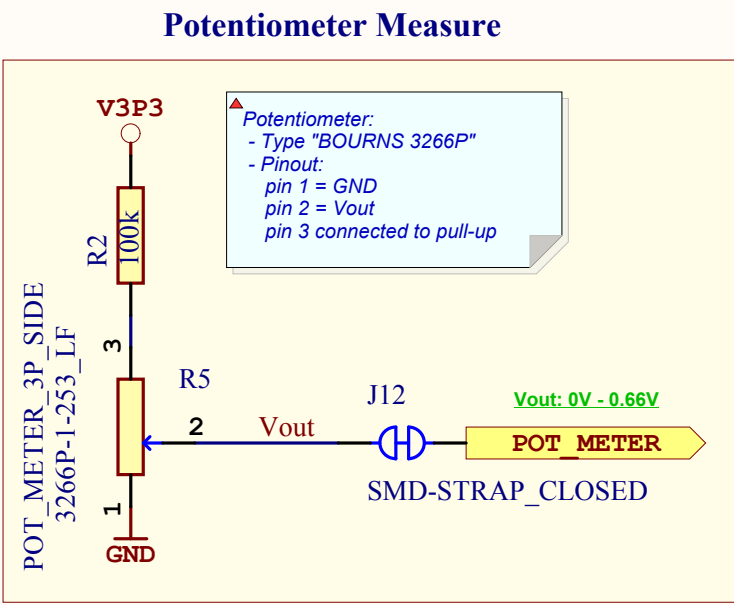 Potentiometer Measure
V3P3
Potentiometer:
- Type "BOURNS 3266P"
- Pinout:
pin 1 = GND
pin 2 = Vout
pin 3 connected to pull-up
R2
100k
POT_METER_3P_SIDE
3266P-1-253_LF
3
R5
2
Vout
J12
Vout: 0V - 0.66V
POT_METER
SMD-STRAP_CLOSED
1
GND